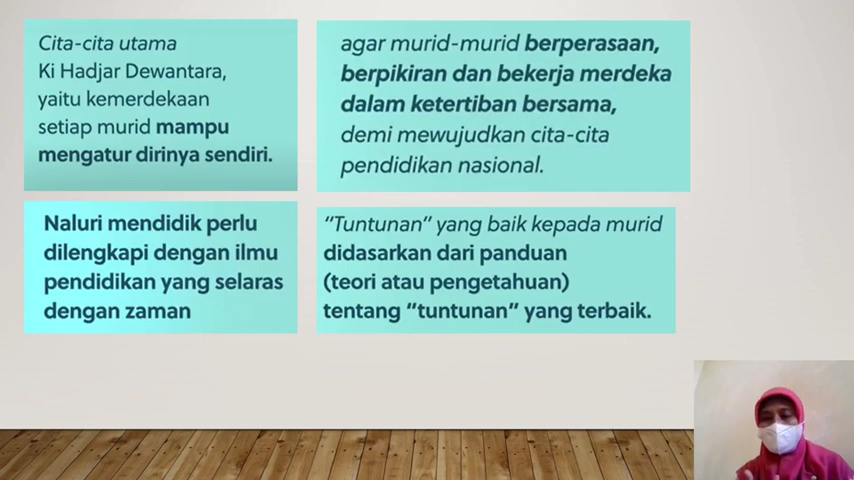 Cita-cita utama
Ki Hadjar Dewantara,
yaitu kemerdekaan
setiap murid mampu
mengatur dirinya sendiri.
agar murid-murid berperasaan,
berpikiran dan bekerja merdeka
dalam ketertiban bersama,
demi mewujudkan cita-cita
pendidikan nasional.
Naluri mendidik perlu
dilengkapi dengan ilmu
pendidikan yang selaras
dengan zaman
“Tuntunan” yang baik kepada murid
didasarkan dari panduan
(teori atau pengetahuan)
tentang “tuntunan” yang terbaik.